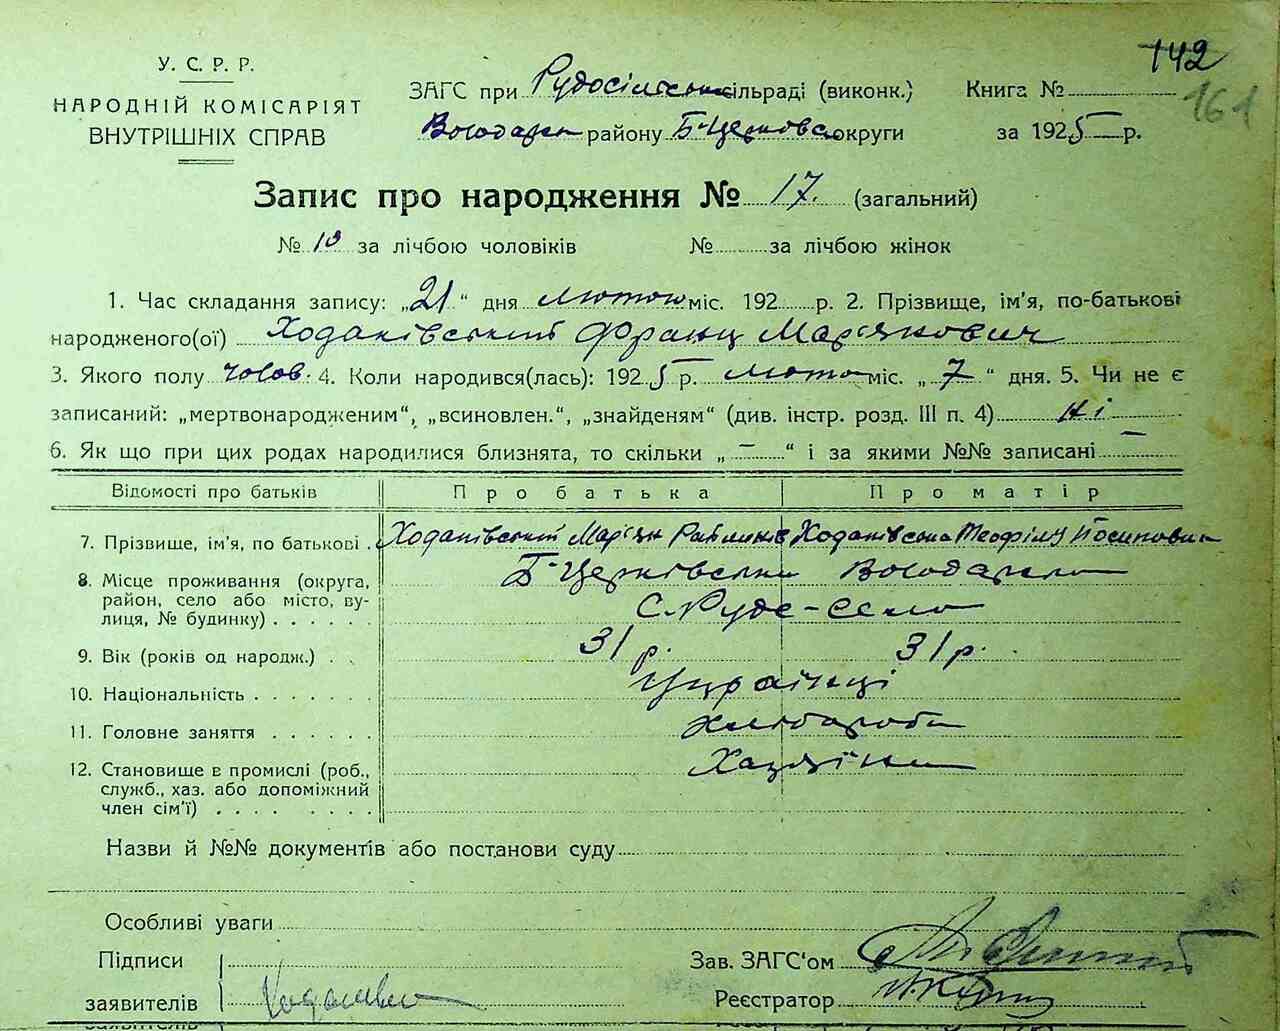 142
161
У. С. Р. Р.
НАРОДНІЙ КОМІСАРІЯТ
ВНУТРІШНІХ СПРАВ
ЗАГС при Рудосільськ сільраді (виконк.) Книга №
Володарк району Б-Церковс округи за 1925 р.
Запис про народження № 17. (загальний)
№ 10 за лічбою чоловіків № за лічбою жінок
1. Час складання запису: „21" дня лютого міс. 192 р. 2. Прізвище, ім'я, по-батькові
народженого(ої) Ходаківський Франц Мар'янович
3. Якого полу чолов. 4. Коли народився(лась): 1925 р. лютого міс. „7" дня. 5. Чи не є
записаний: „мертвонародженим", „всиновлен.", „знайденям" (див. інстр. розд. III п. 4) ні
6. Як що при цих родах народилися близнята, то скільки „ — " і за якими №№ записані —
Відомості про батьків Про батька Про матір
7. Прізвище, ім'я, по батькові . Ходаківський Мар'ян Ходаківська Теофіля Йосиповна
8. Місце проживання (округа, Б-Церківська Володарська
район, село або місто, ву- с. Руде-село
лиця, № будинку) . . . . . .
9. Вік (років од народж.) . . 31 р. 31 р.
10. Національність . . . . . . . Українці
11. Головне заняття . . . . . . хлібороби
12. Становище в промислі (роб., Хазяїни
служб., хаз. або допоміжний
член сім'ї) . . . . . . . .
Назви й №№ документів або постанови суду
Особливі уваги
Підписи Зав. ЗАГС'ом
заявителів Реєстратор